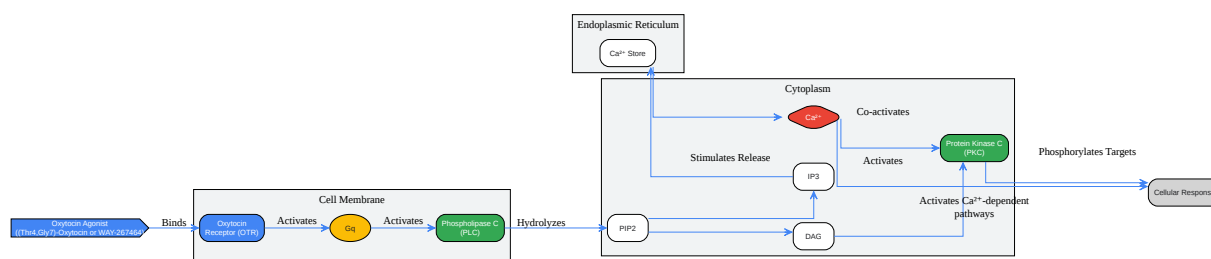 Endoplasmic Reticulum
Ca²⁺ Store
Cytoplasm
Ca²⁺
Co-activates
Protein Kinase C
(PKC)
Phosphorylates Targets
Stimulates Release
Activates
IP3
Cellular Respons
Cell Membrane
Activates Ca²⁺-dependent
pathways
Oxytocin Agonist
((Thr4,Gly7)-Oxytocin or WAY-267464)
Binds
Oxytocin
Receptor (OTR)
Activates
Gq
Activates
Phospholipase C
(PLC)
Hydrolyzes
PIP2
DAG